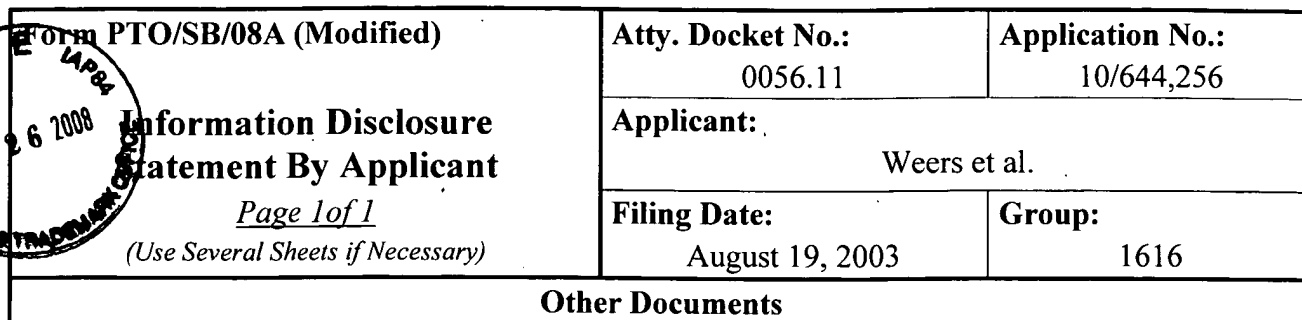 Form PTO/SB/08A (Modified)
IAP84
26 2008
Information Disclosure
Statement By Applicant
Page 1of 1
(Use Several Sheets if Necessary)
Atty. Docket No.:
0056.11
Application No.:
10/644,256
Applicant:
Weers et al.
Filing Date:
August 19, 2003
Group:
1616
Other Documents